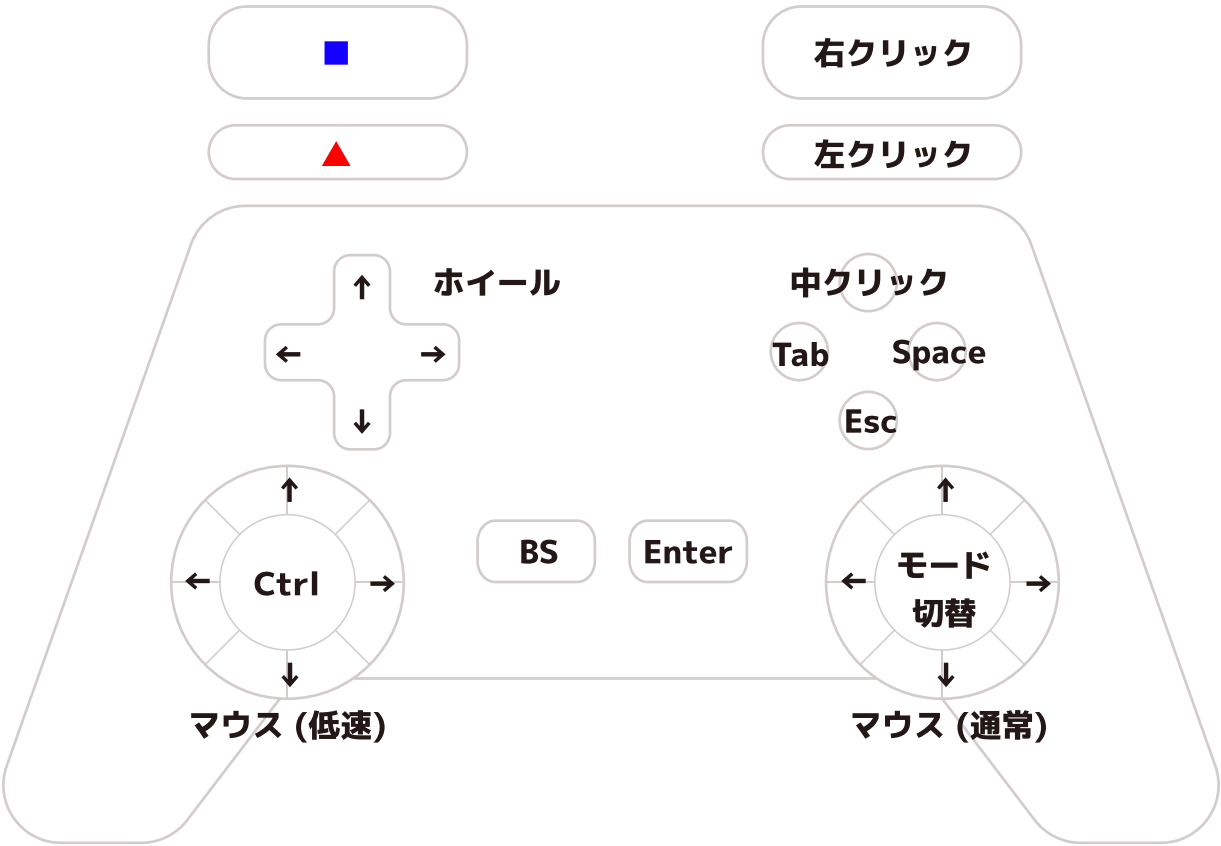 右クリック
左クリック
↑
ホイール
中クリック
← →
Tab
Space
↓
Esc
↑
↑
BS
Enter
← Ctrl →
← モード →
切替
↓
↓
マウス (低速)
マウス (通常)